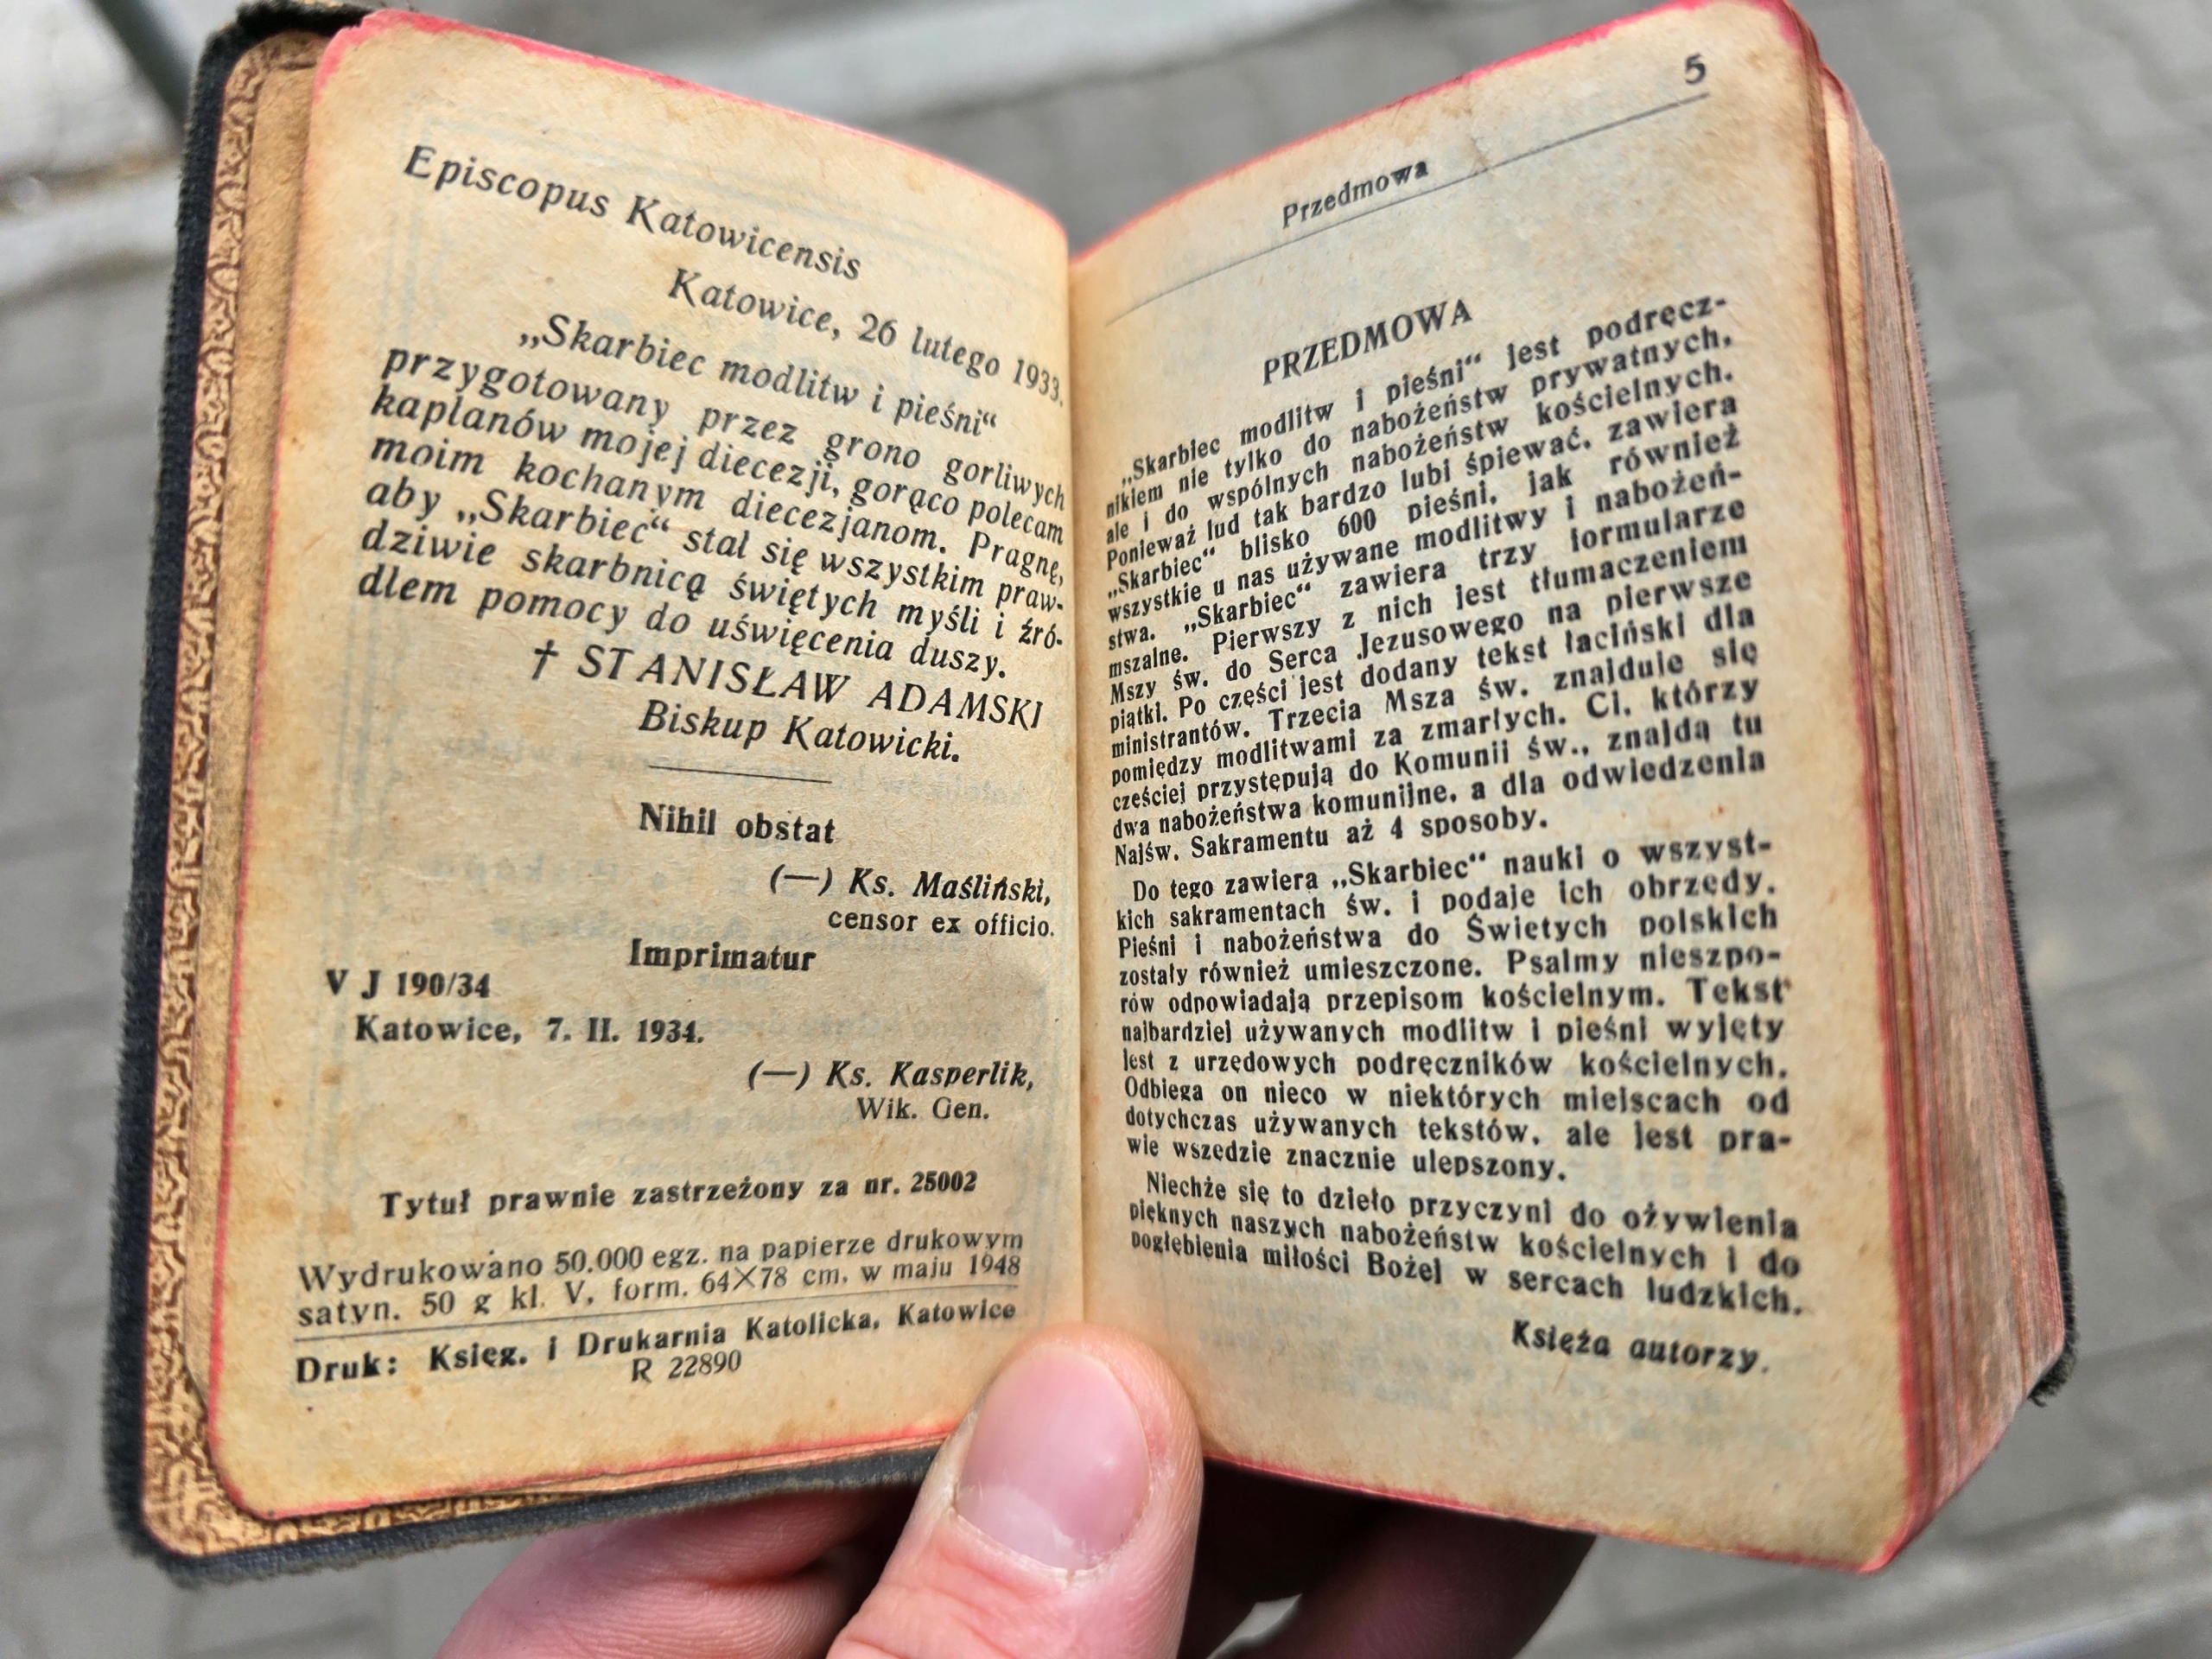 Episcopus Katowicensis
Katowice, 26 lutego 1933.
„Skarbiec modlitw i pieśni“
przygotowany przez grono gorliwych
kapłanów mojej diecezji, gorąco polecam
moim kochanym diecezjanom. Pragnę,
aby „Skarbiec“ stał się wszystkim praw-
dziwie skarbnicą świętych myśli i źró-
dłem pomocy do uświęcenia duszy.
† STANISŁAW ADAMSKI
Biskup Katowicki.
Nihil obstat
(—) Ks. Maśliński,
censor ex officio.
Imprimatur
V J 190/34
Katowice, 7. II. 1934.
(—) Ks. Kasperlik,
Wik. Gen.
Tytuł prawnie zastrzeżony za nr. 25002
Wydrukowano 50.000 egz. na papierze drukowym
satyn. 50 g kl. V, form. 64×78 cm. w maju 1948
Druk: Księg. i Drukarnia Katolicka, Katowice
R 22890
5
Przedmowa
PRZEDMOWA
„Skarbiec modlitw i pieśni“ jest podręcz-
nikiem nie tylko do nabożeństw prywatnych,
ale i do wspólnych nabożeństw kościelnych.
Ponieważ lud tak bardzo lubi śpiewać, zawiera
„Skarbiec“ blisko 600 pieśni, jak również
wszystkie u nas używane modlitwy i nabożeń-
stwa. „Skarbiec“ zawiera trzy formularze
mszalne. Pierwszy z nich jest tłumaczeniem
Mszy św. do Serca Jezusowego na pierwsze
piątki. Po części jest dodany tekst łaciński dla
ministrantów. Trzecia Msza św. znajduje się
pomiędzy modlitwami za zmarłych. Ci, którzy
częściej przystępują do Komunii św., znajdą tu
dwa nabożeństwa komunijne, a dla odwiedzenia
Najśw. Sakramentu aż 4 sposoby.
Do tego zawiera „Skarbiec“ nauki o wszyst-
kich sakramentach św. i podaje ich obrzędy.
Pieśni i nabożeństwa do Świętych polskich
zostały również umieszczone. Psalmy nieszpo-
rów odpowiadają przepisom kościelnym. Tekst
najbardziej używanych modlitw i pieśni wyjęty
jest z urzędowych podręczników kościelnych.
Odbiega on nieco w niektórych miejscach od
dotychczas używanych tekstów, ale jest pra-
wie wszędzie znacznie ulepszony.
Niechże się to dzieło przyczyni do ożywienia
pięknych naszych nabożeństw kościelnych i do
pogłębienia miłości Bożej w sercach ludzkich.
Księża autorzy.